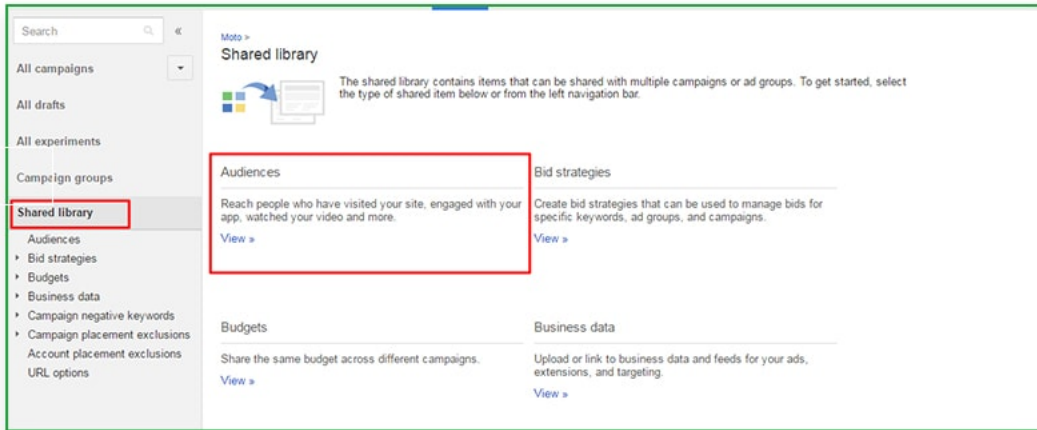 Search
«
All campaigns
All drafts
All experiments
Campaign groups
Shared library
Audiences
Bid strategies
Budgets
Business data
Campaign negative keywords
Campaign placement exclusions
Account placement exclusions
URL options
Moto >
Shared library
The shared library contains items that can be shared with multiple campaigns or ad groups. To get started, select
the type of shared item below or from the left navigation bar.
Audiences
Reach people who have visited your site, engaged with your
app, watched your video and more.
View »
Bid strategies
Create bid strategies that can be used to manage bids for
specific keywords, ad groups, and campaigns.
View »
Budgets
Share the same budget across different campaigns.
View »
Business data
Upload or link to business data and feeds for your ads,
extensions, and targeting.
View »